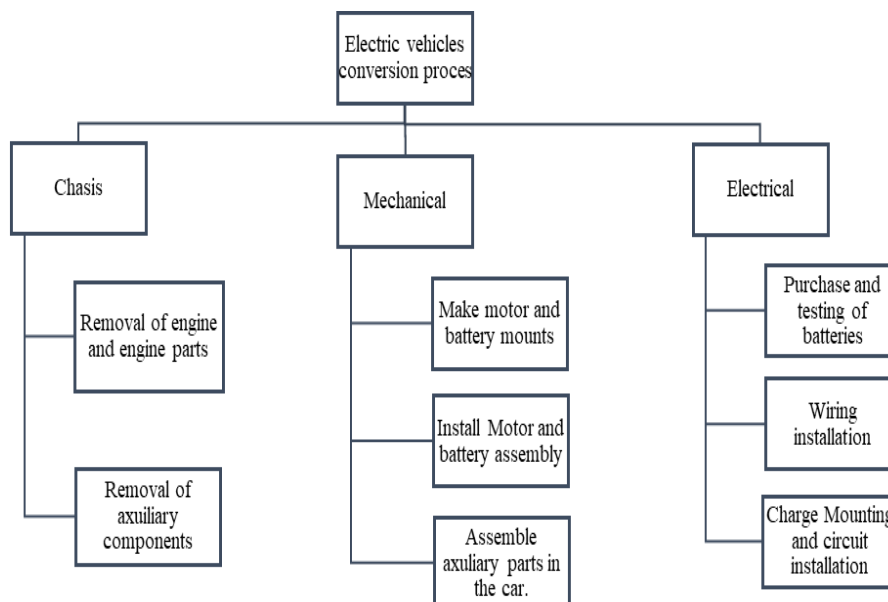 Electric vehicles
conversion proces
Chasis
Mechanical
Electrical
Removal of engine
and engine parts
Removal of
axuiliary
components
Make motor and
battery mounts
Install Motor and
battery assembly
Assemble
axuliary parts in
the car.
Purchase and
testing of
batteries
Wiring
installation
Charge Mounting
and circuit
installation